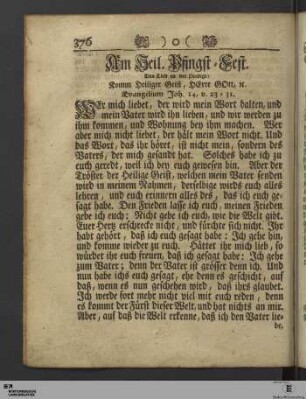 376 )o(
Am Heil. Pfingst-Fest.
Das Lied vor der Predigt:
Komm Heiliger Geist, HErre GOtt, ꝛc.
Evangelium Joh. 14. v. 23-31.
WEr mich liebet, der wird mein Wort halten, und
mein Vater wird ihn lieben, und wir werden zu
ihm kommen, und Wohnung bey ihm machen. Wer
aber mich nicht liebet, der hält mein Wort nicht. Und
das Wort, das ihr höret, ist nicht mein, sondern des
Vaters, der mich gesandt hat. Solches habe ich zu
euch geredt, weil ich bey euch gewesen bin. Aber der
Tröster der Heilige Geist, welchen mein Vater senden
wird in meinem Nahmen, derselbige wirds euch alles
lehren, und euch erinnern alles des, das ich euch ge-
sagt habe. Den Frieden lasse ich euch, meinen Frieden
gebe ich euch: Nicht gebe ich euch, wie die Welt gibt.
Euer Hertz erschrecke nicht, und fürchte sich nicht. Ihr
habt gehört, daß ich euch gesagt habe: Ich gehe hin,
und komme wieder zu euch. Hättet ihr mich lieb, so
würdet ihr euch freuen, daß ich gesagt habe: Ich gehe
zum Vater; denn der Vater ist grösser denn ich. Und
nun habe ichs euch gesagt, ehe denn es geschicht, auf
daß, wenn es nun geschehen wird, daß ihrs glaubet.
Ich werde fort mehr nicht viel mit euch reden, denn
es kommt der Fürst dieser Welt, und hat nichts an mir.
Aber, auf daß die Welt erkenne, daß ich den Vater lie-
be,